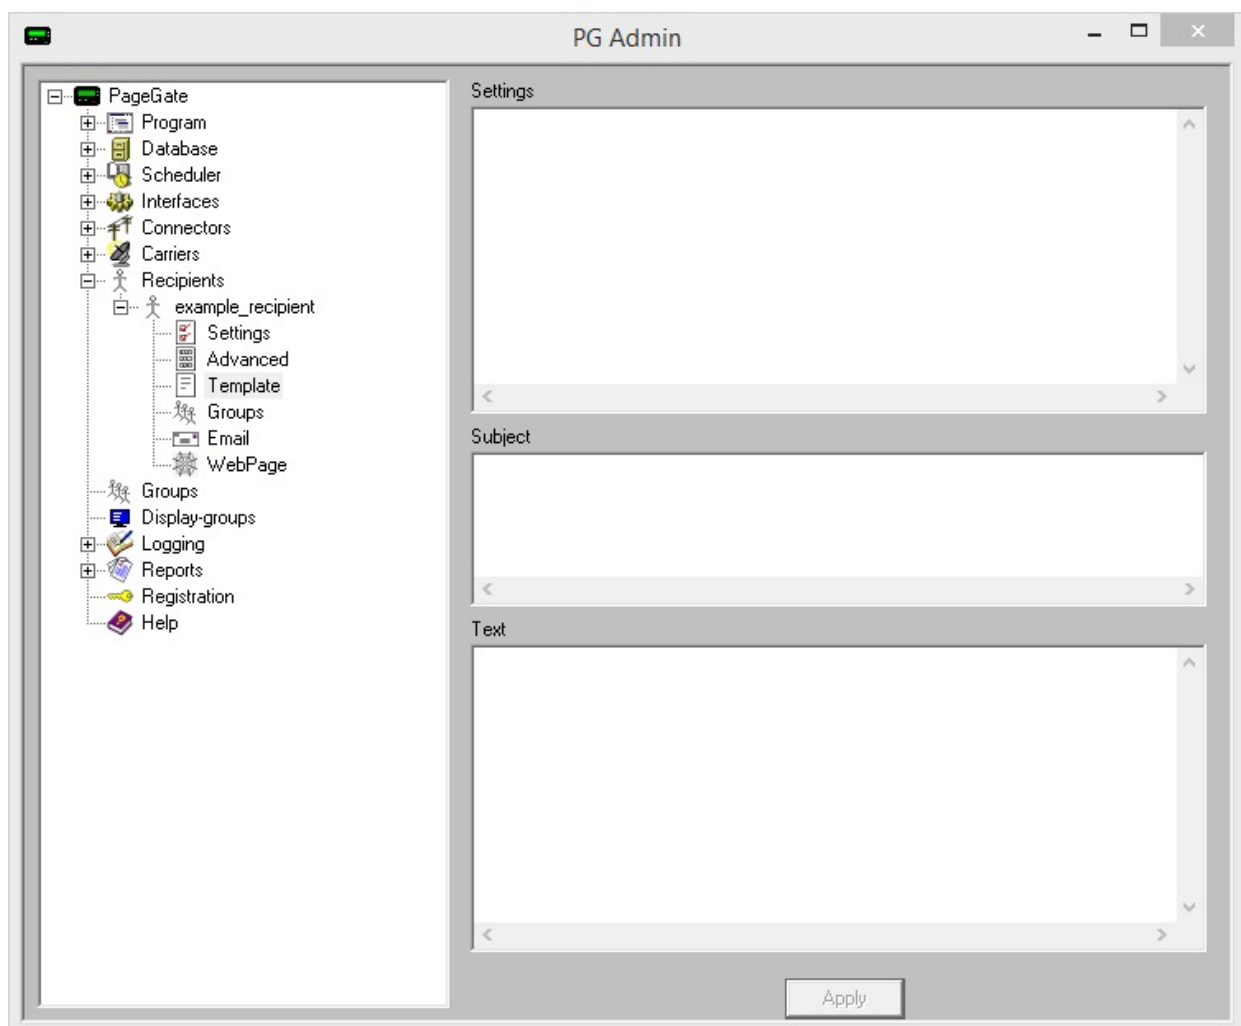 PG Admin
PageGate
Program
Database
Scheduler
Interfaces
Connectors
Carriers
Recipients
example_recipient
Settings
Advanced
Template
Groups
Email
WebPage
Groups
Display-groups
Logging
Reports
Registration
Help
Settings
Subject
Text
Apply